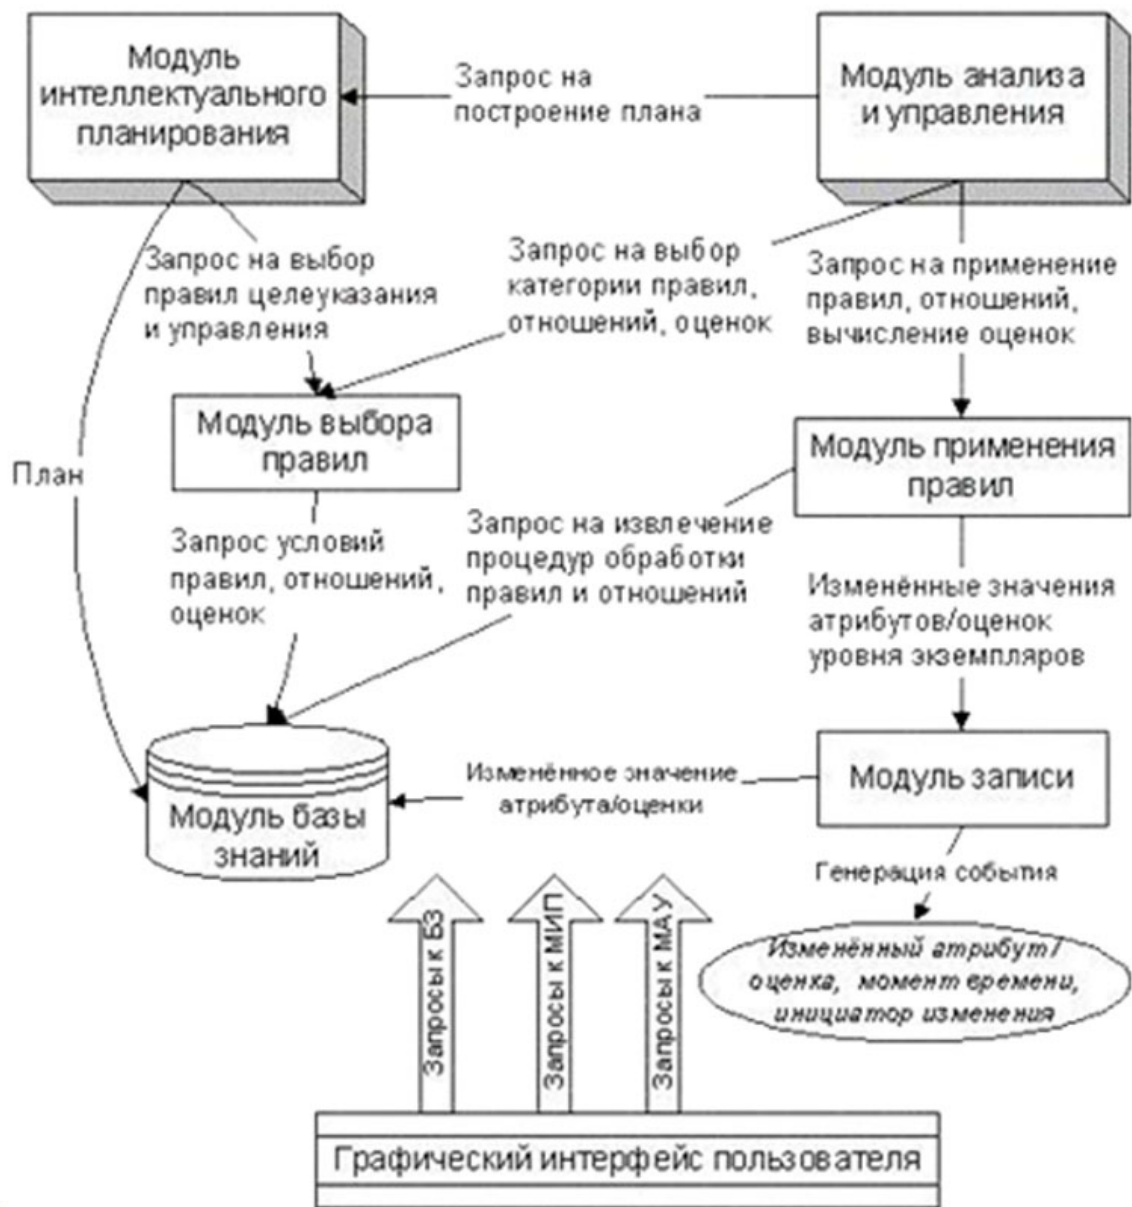 Модуль
интеллектуального
планирования
Запрос на
построение плана
Модуль анализа
и управления
Запрос на выбор
правил целеуказания
и управления
Запрос на выбор
категории правил,
отношений, оценок
Запрос на применение
правил, отношений,
вычисление оценок
Модуль выбора
правил
Модуль применения
правил
План
Запрос условий
правил, отношений,
оценок
Запрос на извлечение
процедур обработки
правил и отношений
Изменённые значения
атрибутов/оценок
уровня экземпляров
Модуль базы
знаний
Изменённое значение
атрибута/оценки
Модуль записи
Генерация события
Изменённый атрибут/
оценка, момент времени,
инициатор изменения
Запросы к БЗ
Запросы к МИП
Запросы к МАУ
Графический интерфейс пользователя